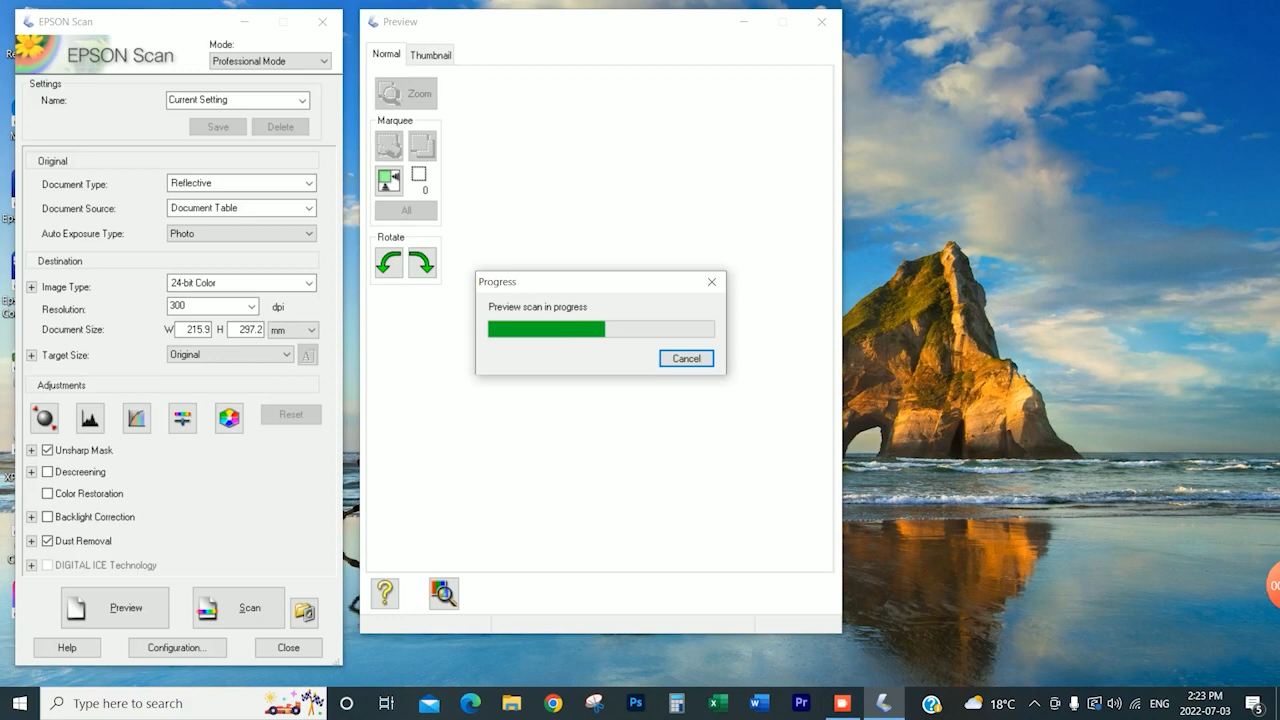 EPSON Scan
EPSON Scan
Mode:
Professional Mode
Settings
Name:
Current Setting
Save
Delete
Original
Document Type:
Reflective
Document Source:
Document Table
Auto Exposure Type:
Photo
Destination
Image Type:
24-bit Color
Resolution:
300
dpi
Document Size:
W 215.9 H 297.2 mm
Target Size:
Original
Adjustments
Reset
Unsharp Mask
Descreening
Color Restoration
Backlight Correction
Dust Removal
DIGITAL ICE Technology
Preview
Scan
Help
Configuration...
Close
Preview
Normal
Thumbnail
Zoom
Marquee
0
All
Rotate
Progress
Preview scan in progress
Cancel
Type here to search
Ps
Pr
18°C
ENG
2:23 PM
2022-07-03